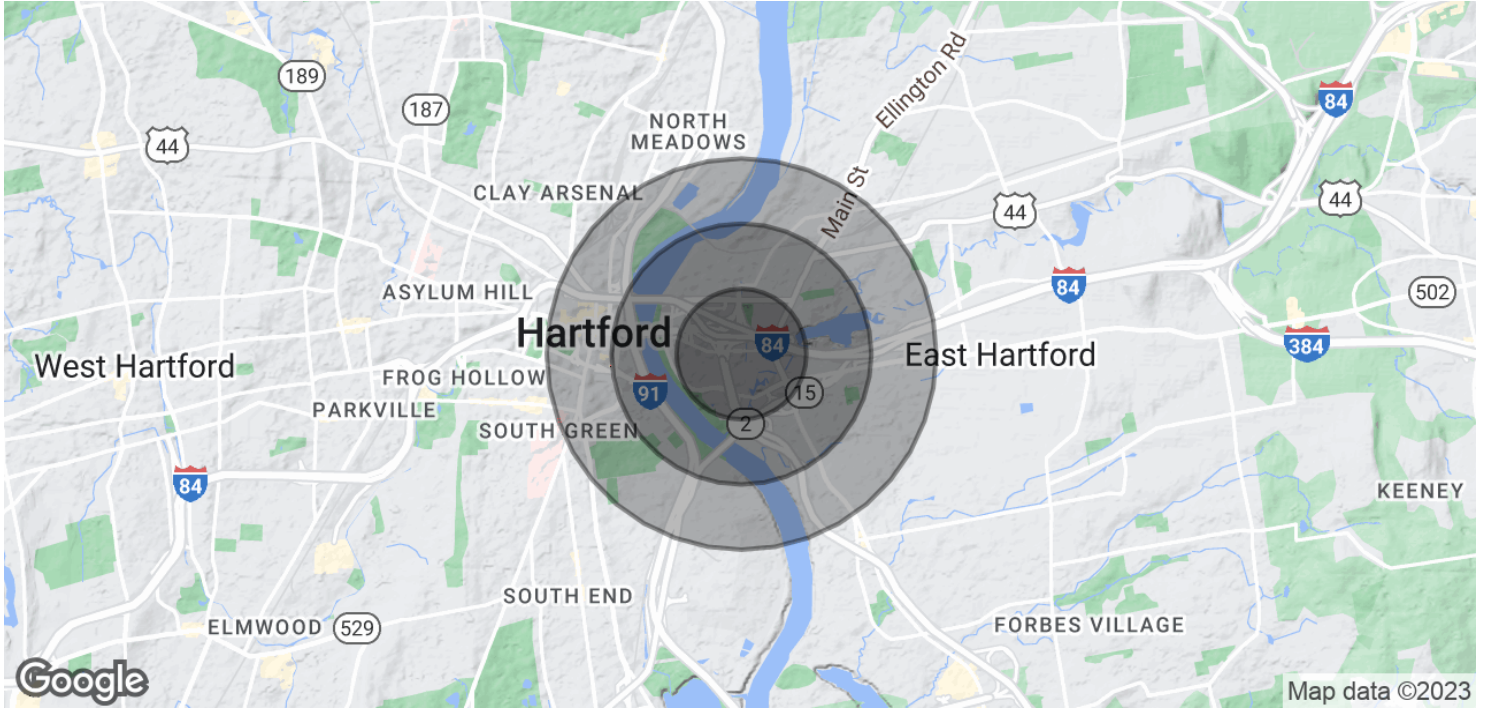 189
84
187
Ellington Rd
44
NORTH
MEADOWS
CLAY ARSENAL
Main St
44
44
ASYLUM HILL
84
502
Hartford
84
384
West Hartford
East Hartford
FROG HOLLOW
91
15
PARKVILLE
2
SOUTH GREEN
84
KEENEY
SOUTH END
ELMWOOD
529
FORBES VILLAGE
Google
Map data ©2023